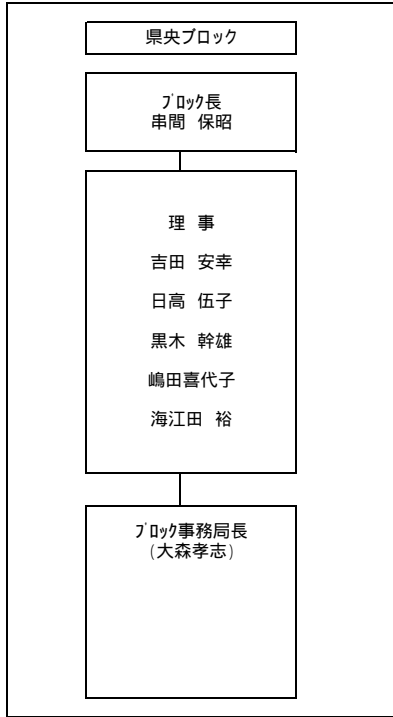 県央ブロック
ﾌﾞﾛｯｸ長
串間 保昭
理 事
吉田 安幸
日高 伍子
黒木 幹雄
嶋田喜代子
海江田 裕
ﾌﾞﾛｯｸ事務局長
(大森孝志)